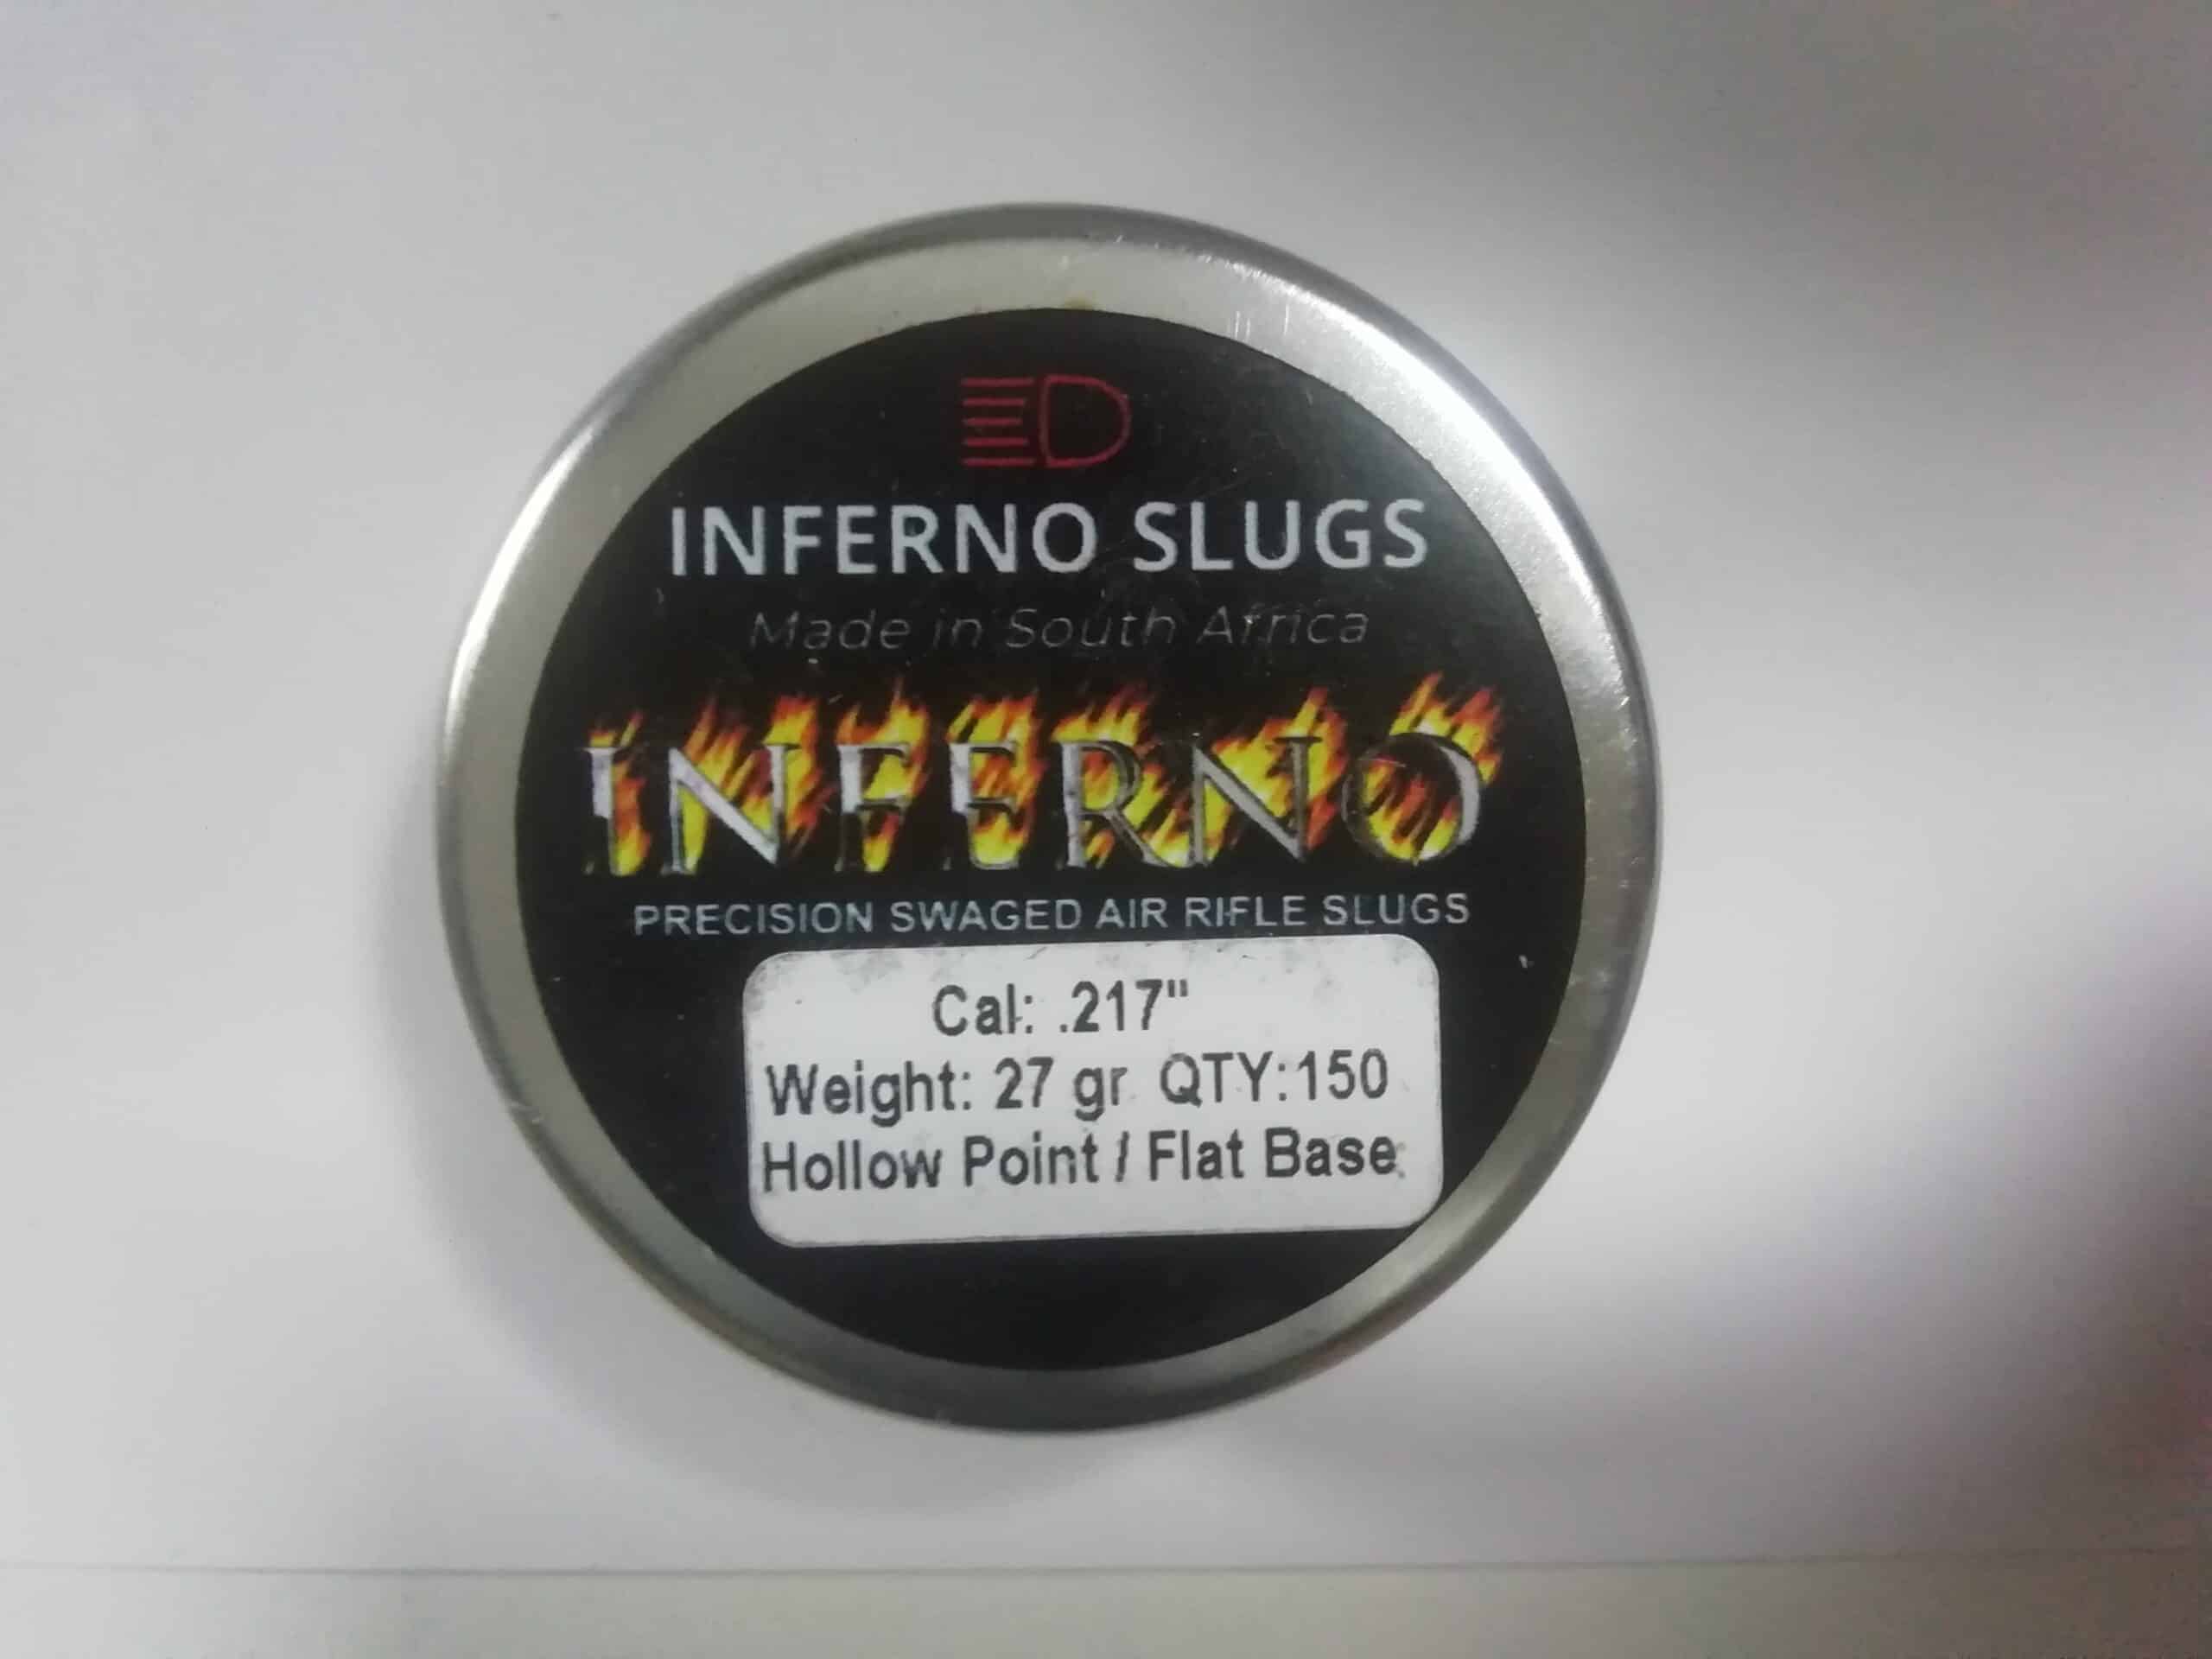 INFERNO SLUGS
Made in South Africa
INFERNO
PRECISION SWAGED AIR RIFLE SLUGS
Cal: .217"
Weight: 27 gr QTY:150
Hollow Point / Flat Base